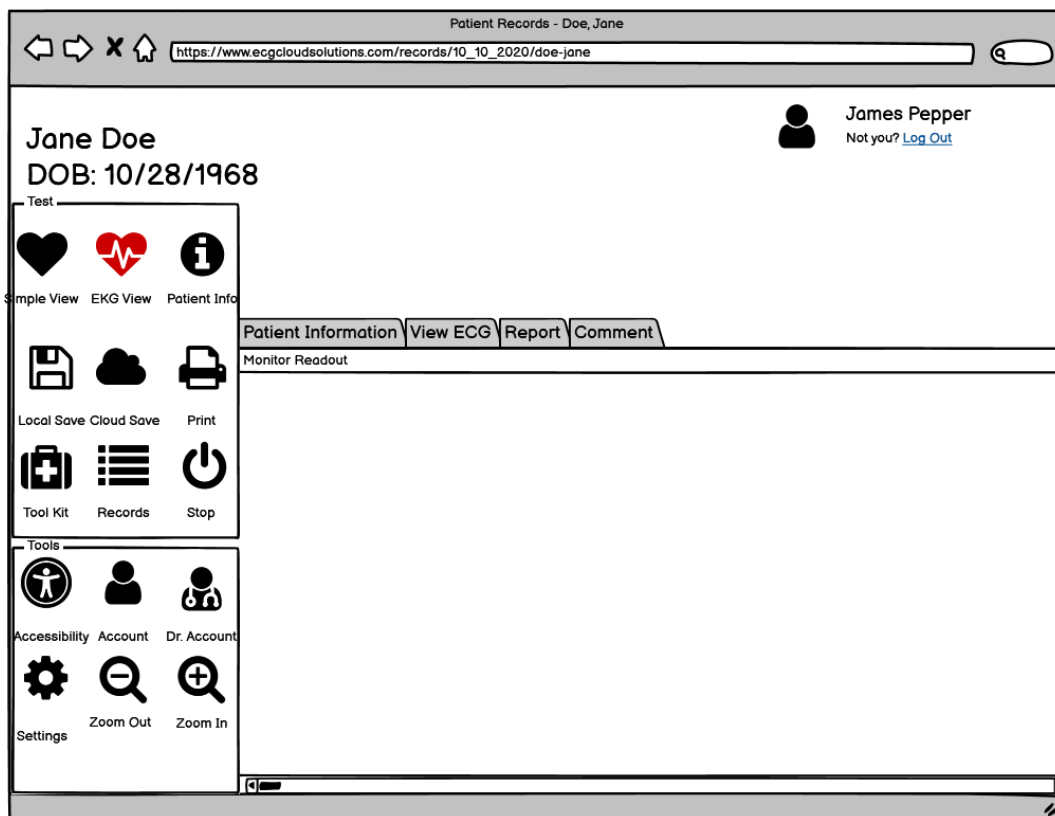 Patient Records - Doe, Jane
https://www.ecgcloudsolutions.com/records/10_10_2020/doe-jane
James Pepper
Not you? Log Out
Jane Doe
DOB: 10/28/1968
Test
Simple View EKG View Patient Info
Local Save Cloud Save Print
Tool Kit Records Stop
Patient Information View ECG Report Comment
Monitor Readout
Tools
Accessibility Account Dr. Account
Settings Zoom Out Zoom In